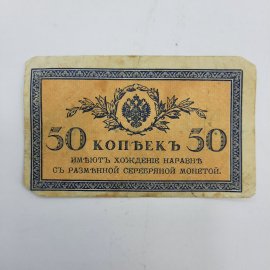 50 КОПѢЕКЪ 50
ИМѢЮТЪ ХОЖДЕНІЕ НАРАВНѢ
СЪ РАЗМѢННОЙ СЕРЕБРЯНОЙ МОНЕТОЙ.